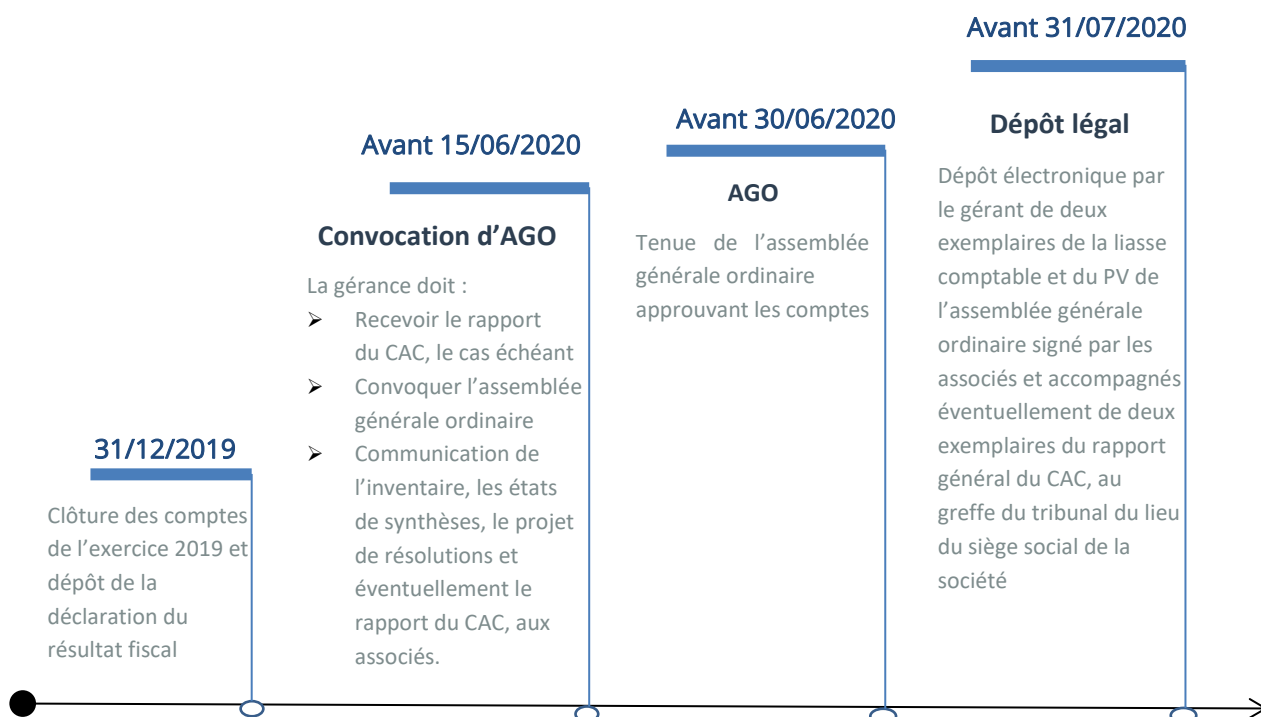 31/12/2019
Clôture des comptes
de l’exercice 2019 et
dépôt de la
déclaration du
résultat fiscal
Avant 15/06/2020
Convocation d’AGO
La gérance doit :
➢ Recevoir le rapport
du CAC, le cas échéant
➢ Convoquer l’assemblée
générale ordinaire
➢ Communication de
l’inventaire, les états
de synthèses, le projet
de résolutions et
éventuellement le
rapport du CAC, aux
associés.
Avant 30/06/2020
AGO
Tenue de l’assemblée
générale ordinaire
approuvant les comptes
Avant 31/07/2020
Dépôt légal
Dépôt électronique par
le gérant de deux
exemplaires de la liasse
comptable et du PV de
l’assemblée générale
ordinaire signé par les
associés et accompagnés
éventuellement de deux
exemplaires du rapport
général du CAC, au
greffe du tribunal du lieu
du siège social de la
société